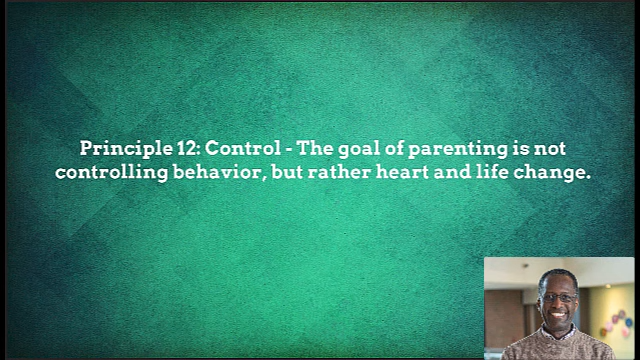 Principle 12: Control - The goal of parenting is not
controlling behavior, but rather heart and life change.